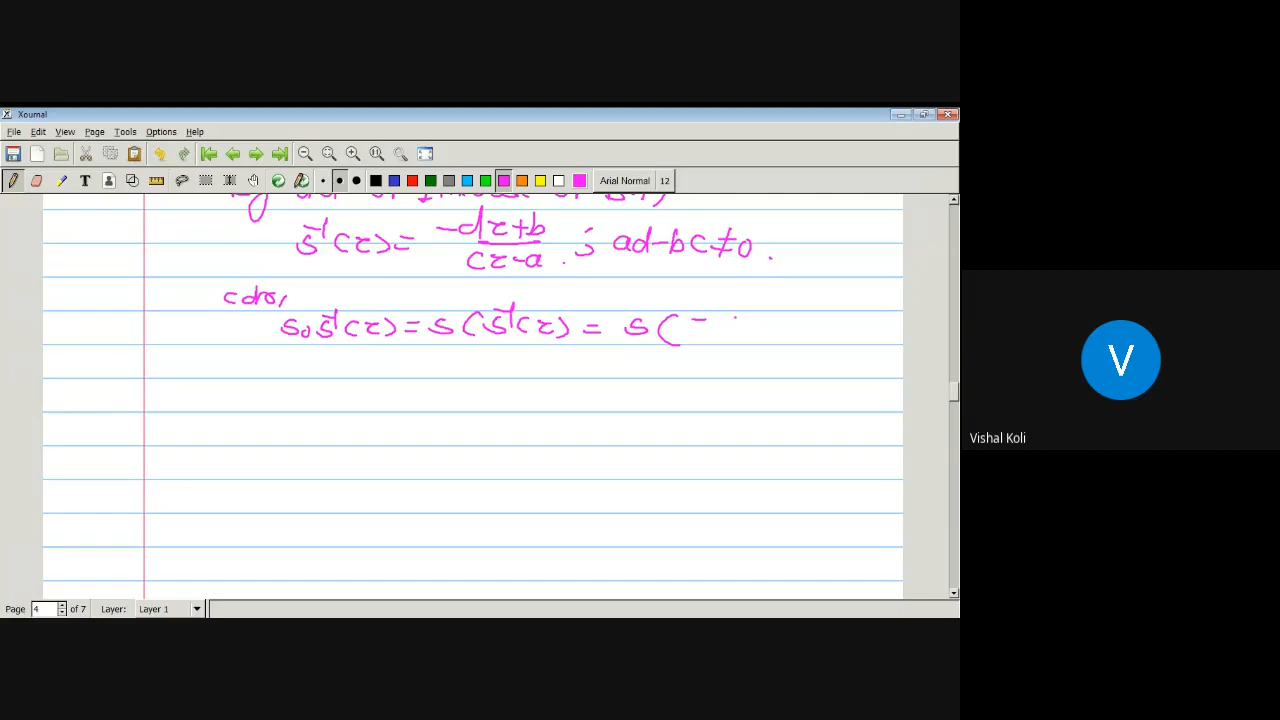 Xournal
File Edit View Page Tools Options Help
Arial Normal 12
S⁻¹(z) = -dz+b / cz-a . ; ad-bc≠0 .
S∘S⁻¹(z) = S(S⁻¹(z) = S( -
V
Vishal Koli
Page 4 of 7 Layer: Layer 1